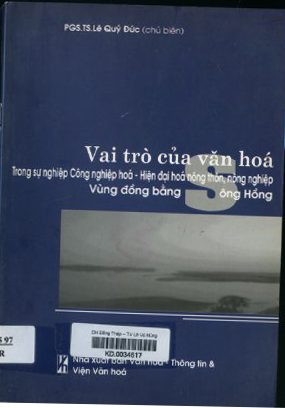 PGS.TS.Lê Quý Đức (chủ biên)
Vai trò của văn hoá
Trong sự nghiệp Công nghiệp hoá - Hiện đại hoá nông thôn, nông nghiệp
Vùng đồng bằng Sông Hồng
97
R
KD.0034617
Nhà xuất bản Văn hoá - Thông tin &
Viện Văn hoá